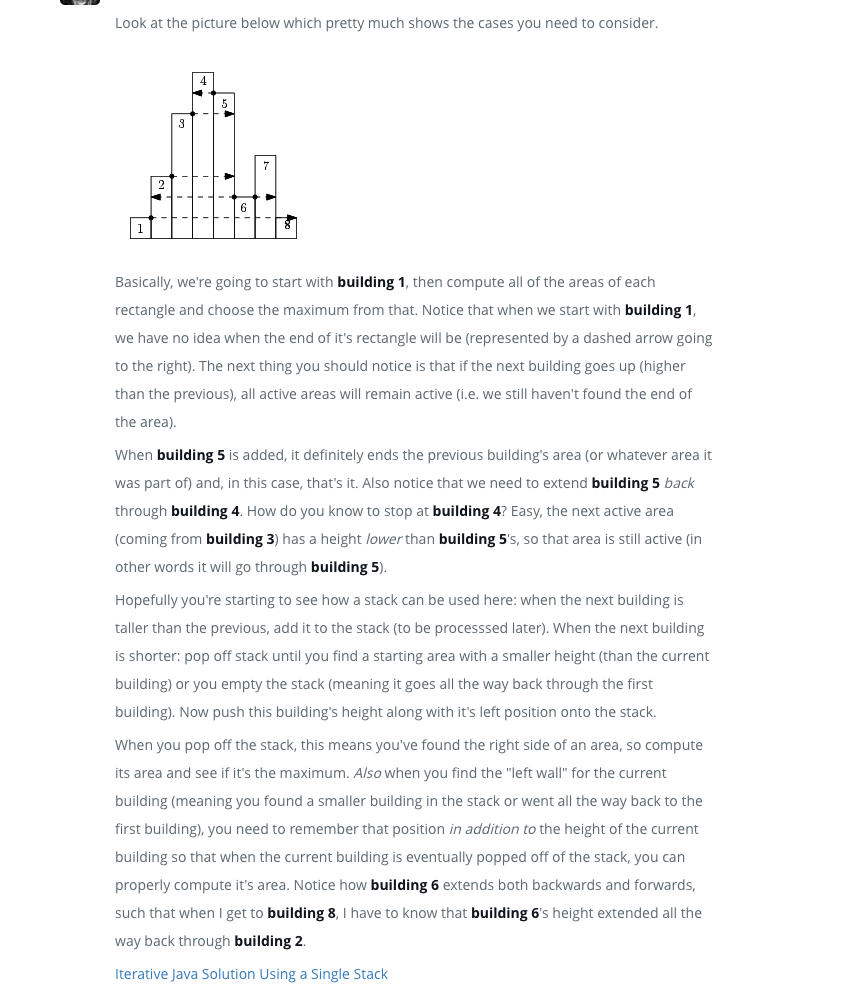 Look at the picture below which pretty much shows the cases you need to consider.
4
5
3
7
2
6
1
8
Basically, we're going to start with building 1, then compute all of the areas of each
rectangle and choose the maximum from that. Notice that when we start with building 1,
we have no idea when the end of it's rectangle will be (represented by a dashed arrow going
to the right). The next thing you should notice is that if the next building goes up (higher
than the previous), all active areas will remain active (i.e. we still haven't found the end of
the area).
When building 5 is added, it definitely ends the previous building's area (or whatever area it
was part of) and, in this case, that's it. Also notice that we need to extend building 5 back
through building 4. How do you know to stop at building 4? Easy, the next active area
(coming from building 3) has a height lower than building 5's, so that area is still active (in
other words it will go through building 5).
Hopefully you're starting to see how a stack can be used here: when the next building is
taller than the previous, add it to the stack (to be processsed later). When the next building
is shorter: pop off stack until you find a starting area with a smaller height (than the current
building) or you empty the stack (meaning it goes all the way back through the first
building). Now push this building's height along with it's left position onto the stack.
When you pop off the stack, this means you've found the right side of an area, so compute
its area and see if it's the maximum. Also when you find the "left wall" for the current
building (meaning you found a smaller building in the stack or went all the way back to the
first building), you need to remember that position in addition to the height of the current
building so that when the current building is eventually popped off of the stack, you can
properly compute it's area. Notice how building 6 extends both backwards and forwards,
such that when I get to building 8, I have to know that building 6's height extended all the
way back through building 2.
Iterative Java Solution Using a Single Stack